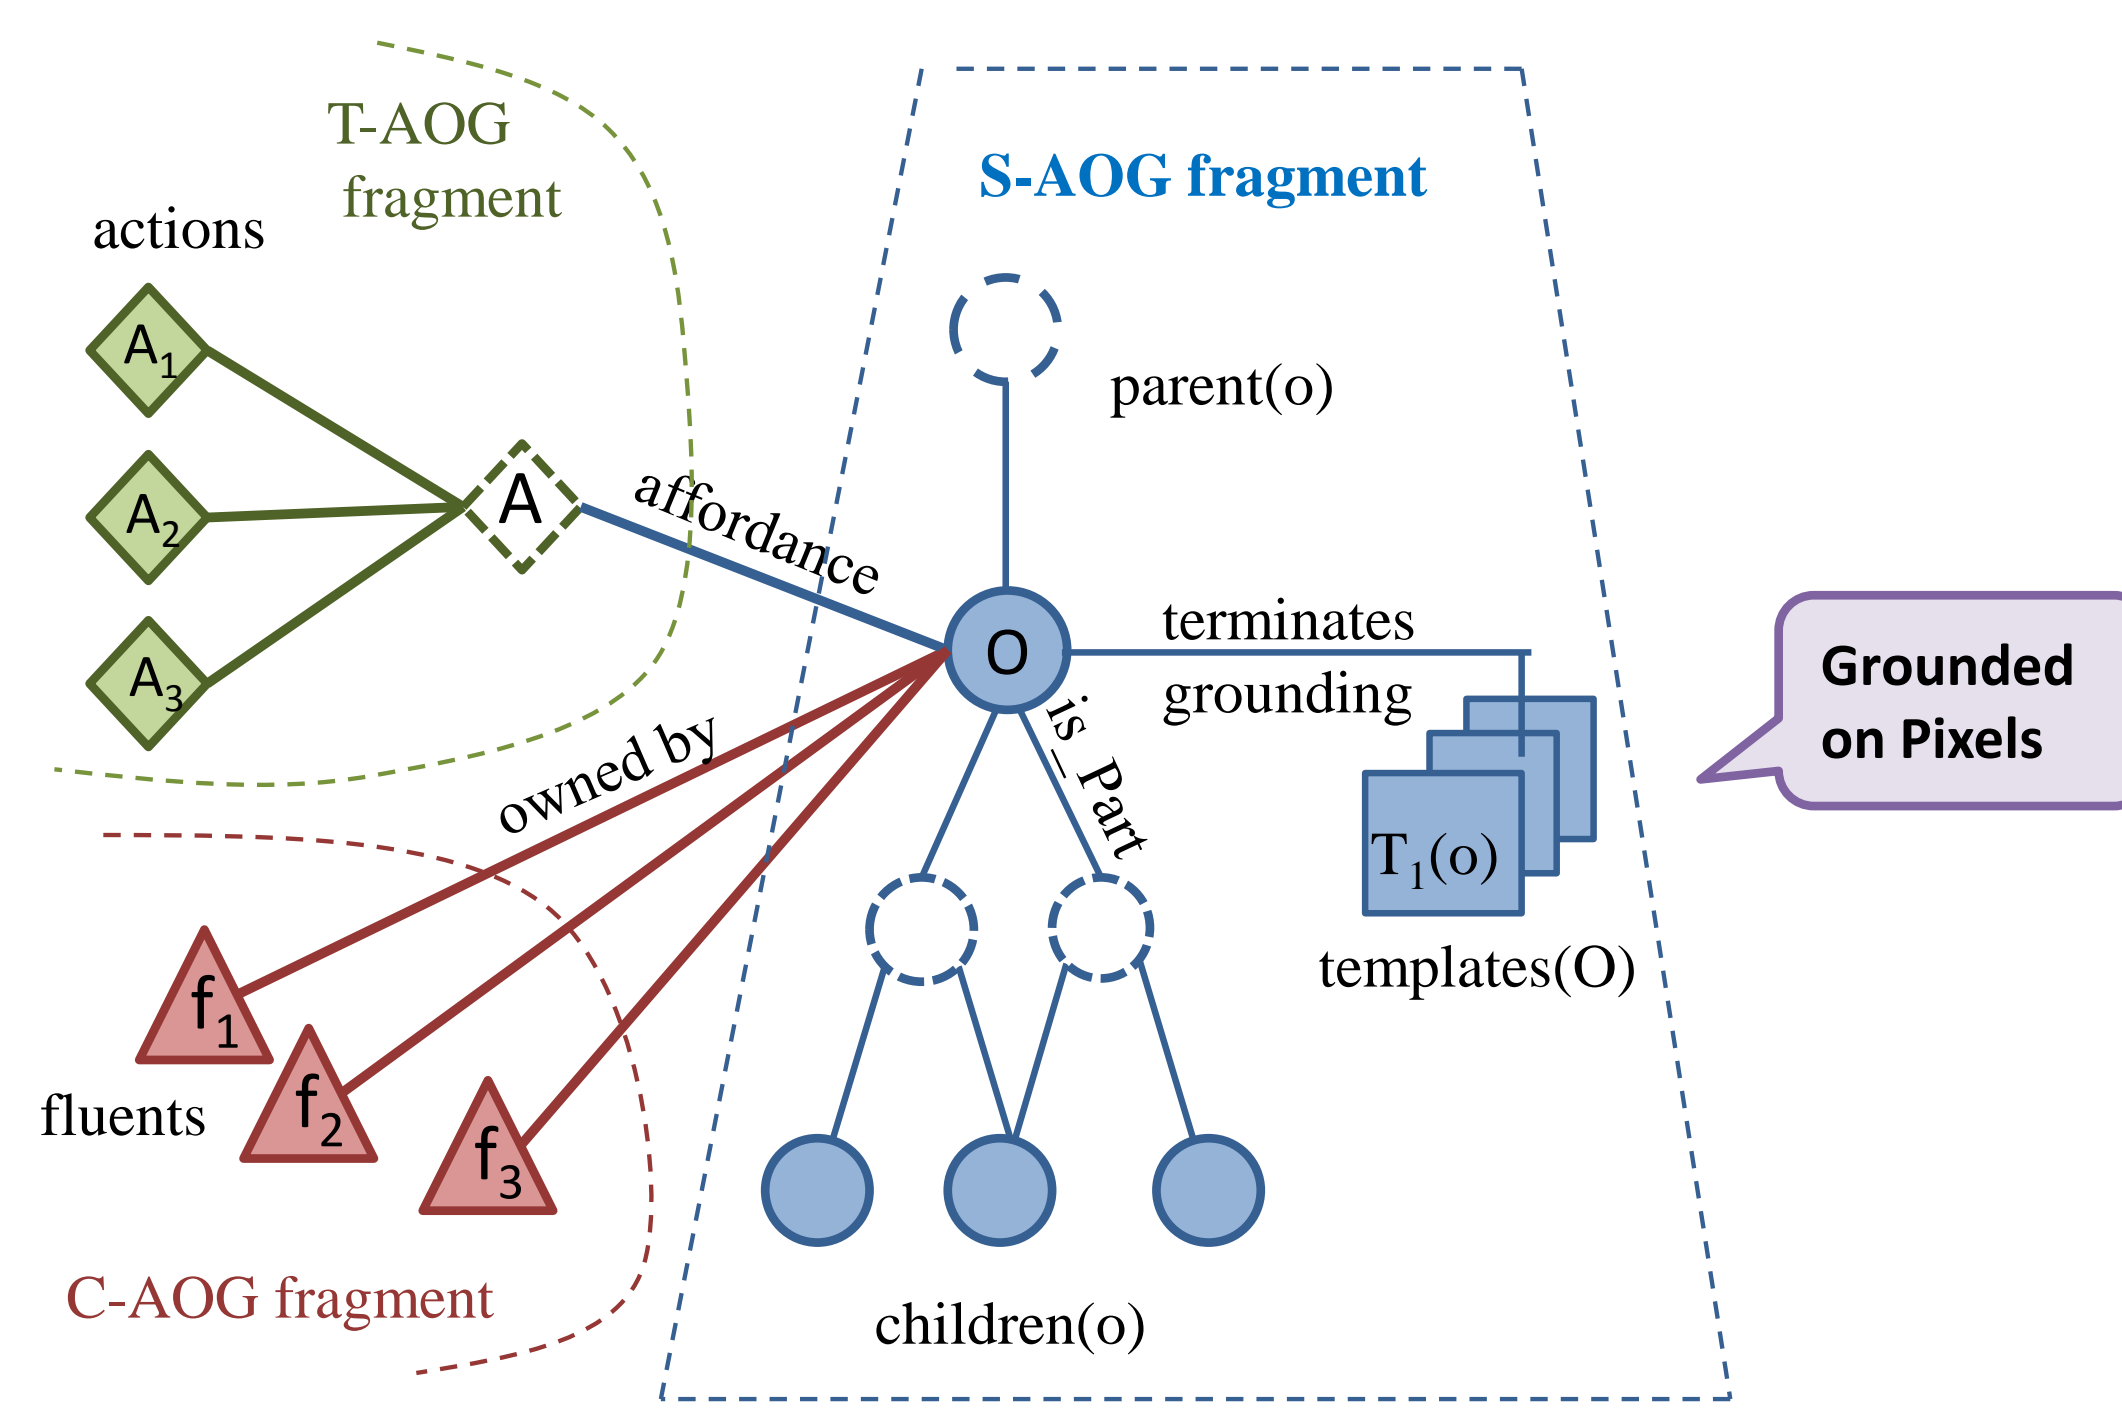 T-AOG
fragment
S-AOG fragment
actions
A1
A2
A3
A
affordance
parent(o)
O
terminates
grounding
is_Part
owned by
Grounded
on Pixels
T1(o)
templates(O)
f1
f2
f3
fluents
C-AOG fragment
children(o)